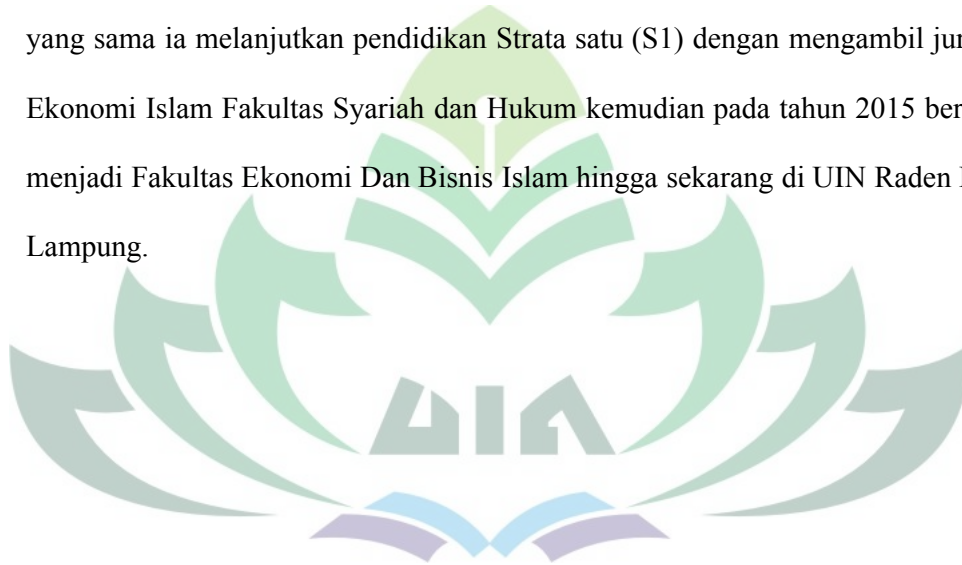 yang sama ia melanjutkan pendidikan Strata satu (S1) dengan mengambil
Ekonomi Islam Fakultas Syariah dan Hukum kemudian pada tahun 2015
menjadi Fakultas Ekonomi Dan Bisnis Islam hingga sekarang di UIN Raden
Lampung.
UIN